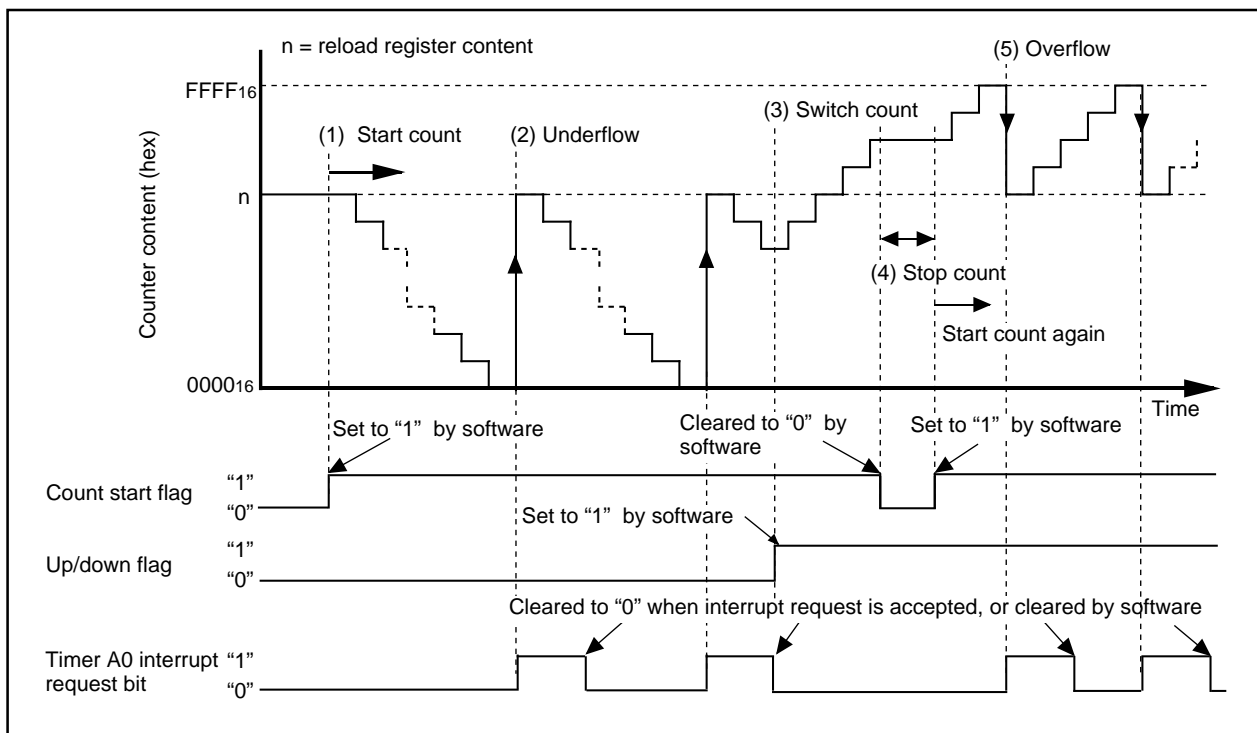 n = reload register content
(5) Overflow
FFFF16
(3) Switch count
(1) Start count
(2) Underflow
Counter content (hex)
n
(4) Stop count
Start count again
000016
Time
Set to “1” by software
Cleared to “0” by
software
Set to “1” by software
Count start flag
“1”
“0”
Set to “1” by software
Up/down flag
“1”
“0”
Cleared to “0” when interrupt request is accepted, or cleared by software
Timer A0 interrupt
request bit
“1”
“0”